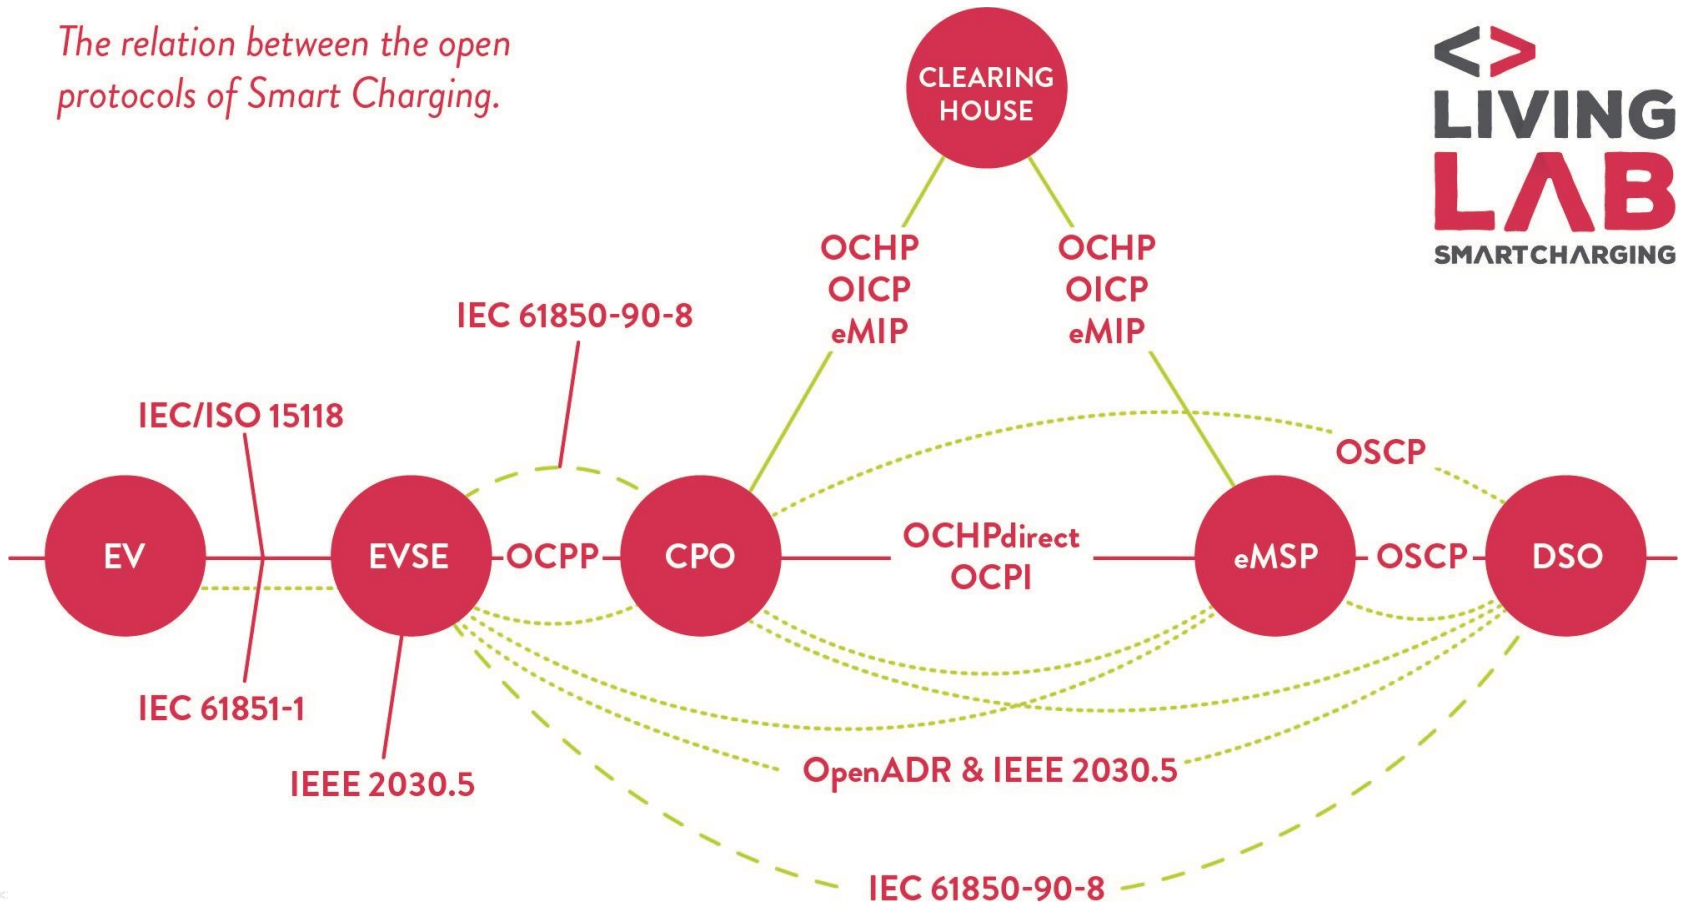 The relation between the open
protocols of Smart Charging.
CLEARING
HOUSE
<>
LIVING
LAB
SMARTCHARGING
OCHP
OICP
eMIP
OCHP
OICP
eMIP
IEC 61850-90-8
IEC/ISO 15118
OSCP
EV
EVSE
OCPP
CPO
OCHPdirect
OCPI
eMSP
OSCP
DSO
IEC 61851-1
IEEE 2030.5
OpenADR & IEEE 2030.5
IEC 61850-90-8